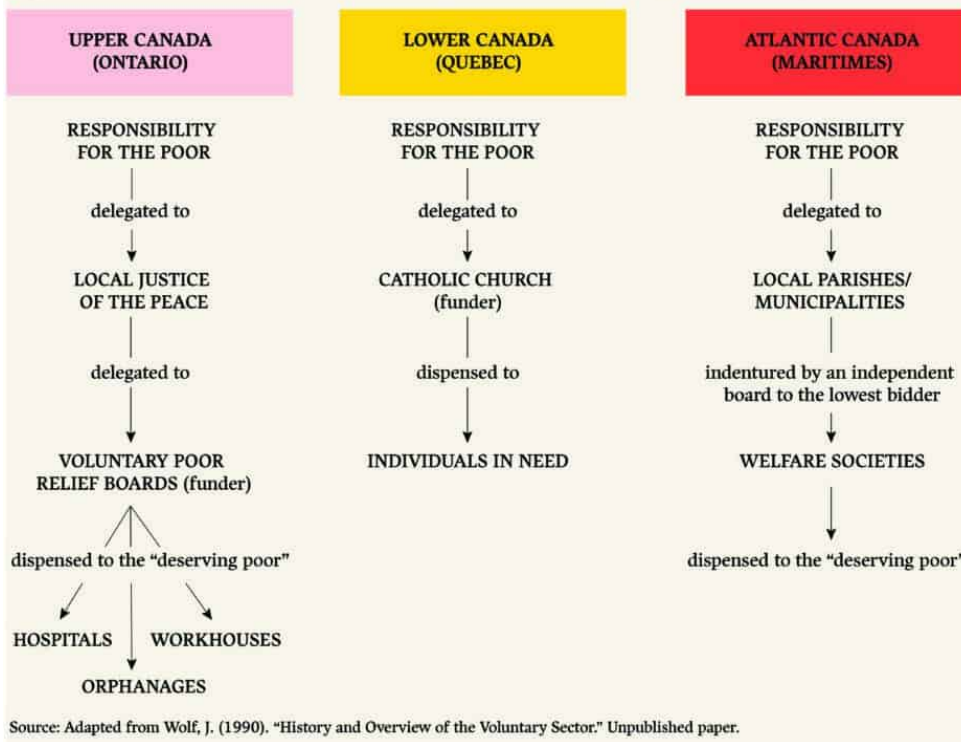 UPPER CANADA
(ONTARIO)
RESPONSIBILITY
FOR THE POOR
delegated to
LOCAL JUSTICE
OF THE PEACE
delegated to
VOLUNTARY POOR
RELIEF BOARDS (funder)
dispensed to the “deserving poor”
HOSPITALS
WORKHOUSES
ORPHANAGES
LOWER CANADA
(QUEBEC)
RESPONSIBILITY
FOR THE POOR
delegated to
CATHOLIC CHURCH
(funder)
dispensed to
INDIVIDUALS IN NEED
ATLANTIC CANADA
(MARITIMES)
RESPONSIBILITY
FOR THE POOR
delegated to
LOCAL PARISHES/
MUNICIPALITIES
indentured by an independent
board to the lowest bidder
WELFARE SOCIETIES
dispensed to the “deserving poor”
Source: Adapted from Wolf, J. (1990). “History and Overview of the Voluntary Sector.” Unpublished paper.